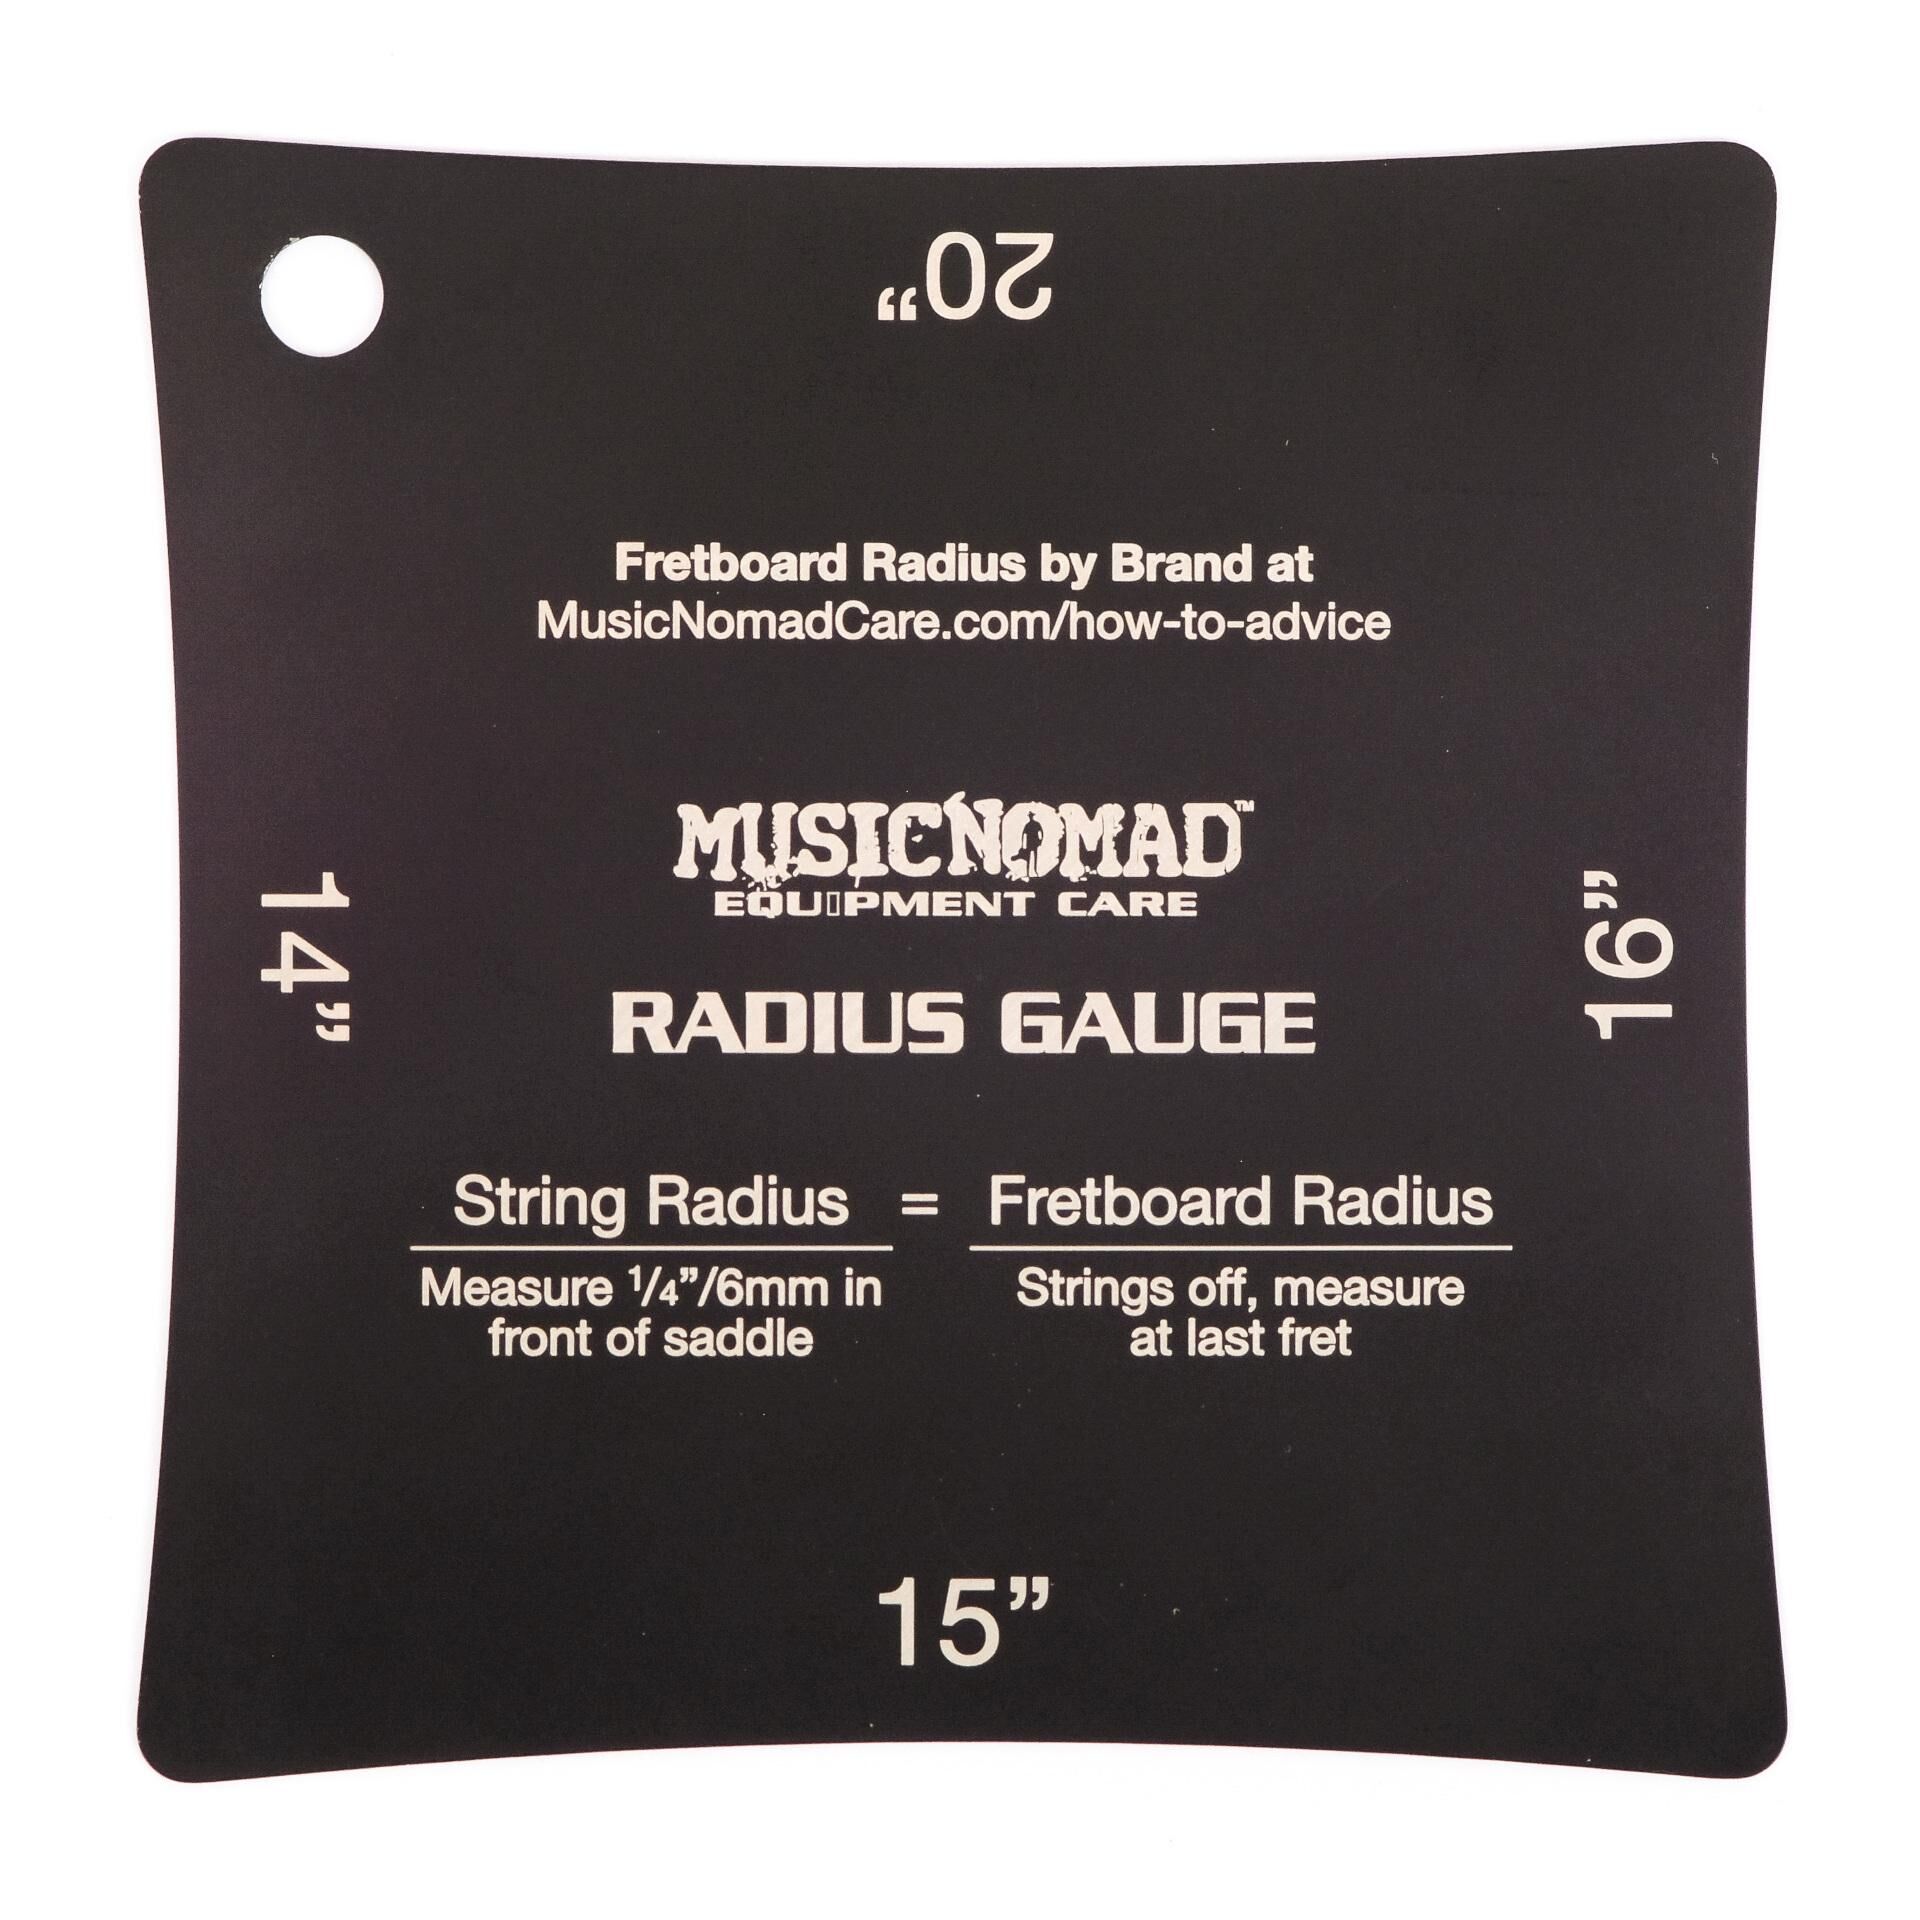 20”
Fretboard Radius by Brand at
MusicNomadCare.com/how-to-advice
MUSICNOMAD™
EQUIPMENT CARE
14”
16”
RADIUS GAUGE
String Radius = Fretboard Radius
Measure ¼”/6mm in Strings off, measure
front of saddle at last fret
15”